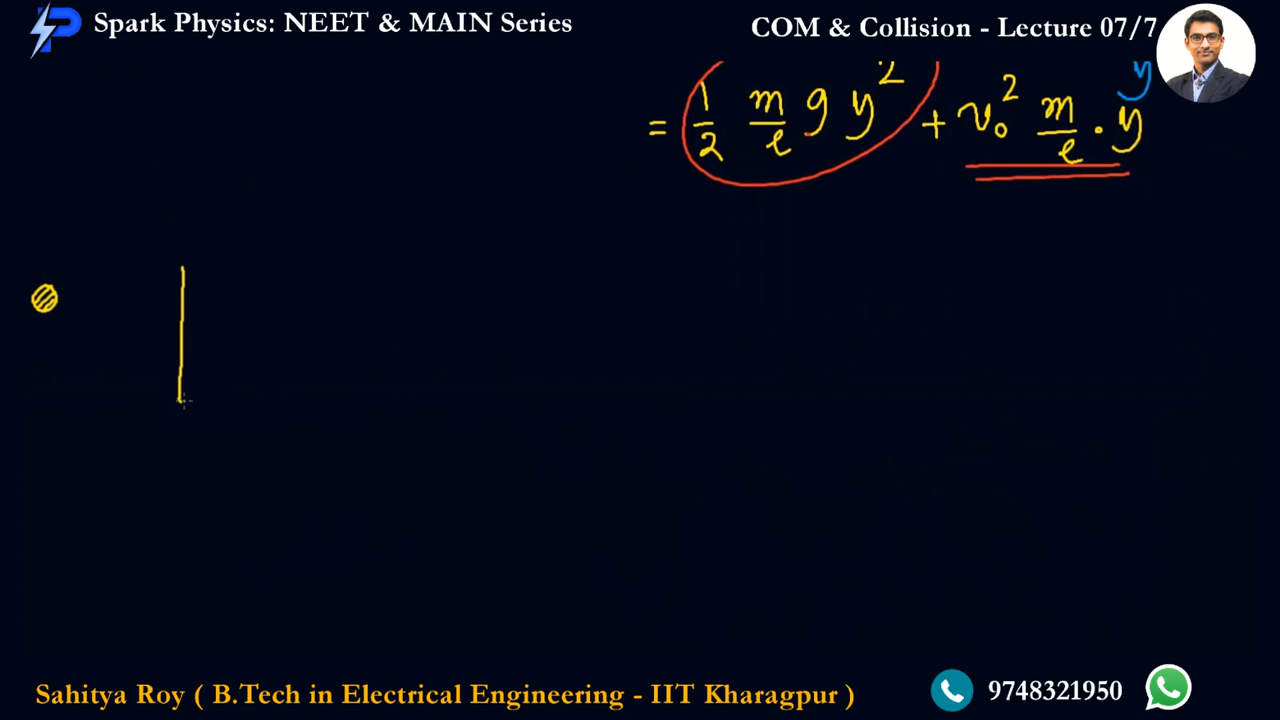 Spark Physics: NEET & MAIN Series
COM & Collision - Lecture 07/7
y
= 1/2 m/l g y² + v₀² m/l · y
Sahitya Roy ( B.Tech in Electrical Engineering - IIT Kharagpur )
9748321950